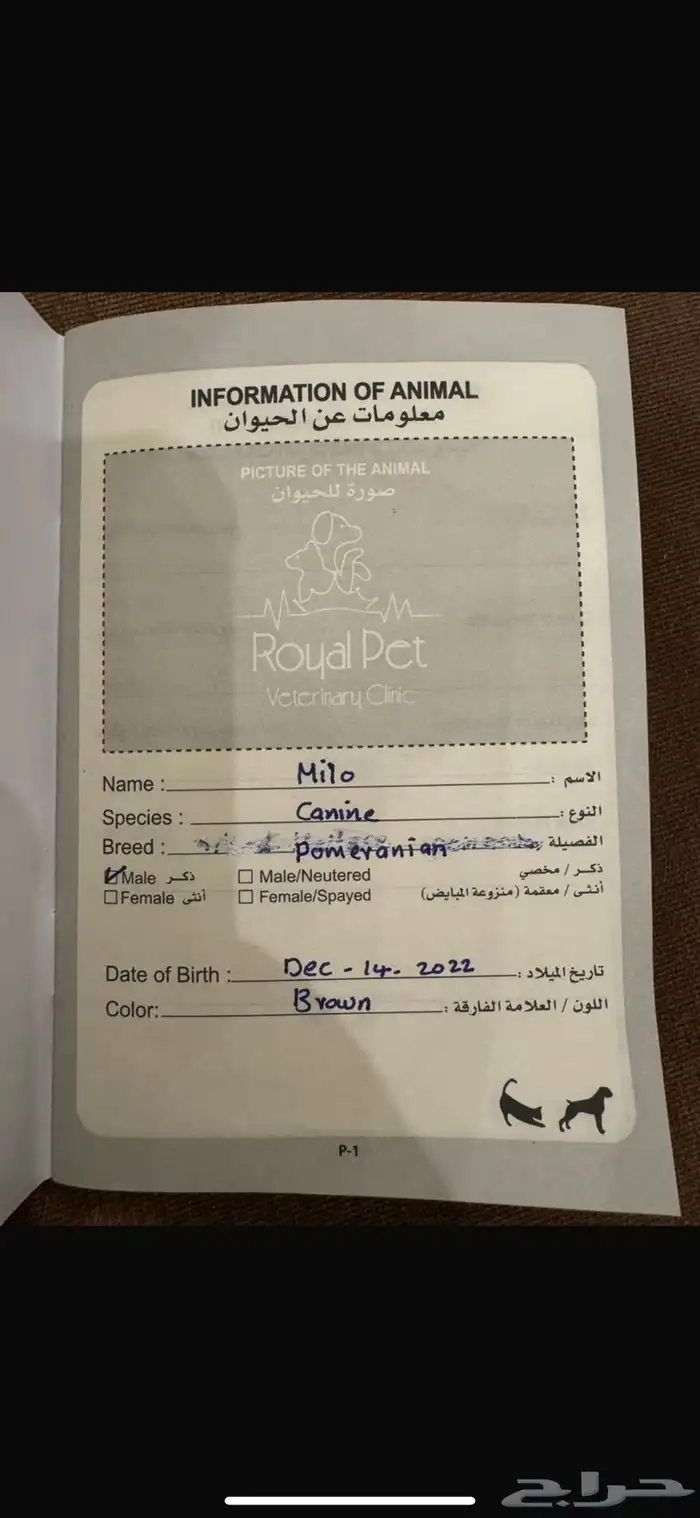 INFORMATION OF ANIMAL
معلومات عن الحيوان
PICTURE OF THE ANIMAL
صورة للحيوان
Royal Pet
Veterinary Clinic
Name : Milo الاسم :
Species : Canine النوع :
Breed : Pomeranian الفصيلة :
Male ذكر Male/Neutered ذكر / مخصي
Female أنثى Female/Spayed أنثى / معقمة (منزوعة المبايض)
Date of Birth : Dec - 14 - 2022 تاريخ الميلاد :
Color: Brown اللون / العلامة الفارقة :
P-1
حراج